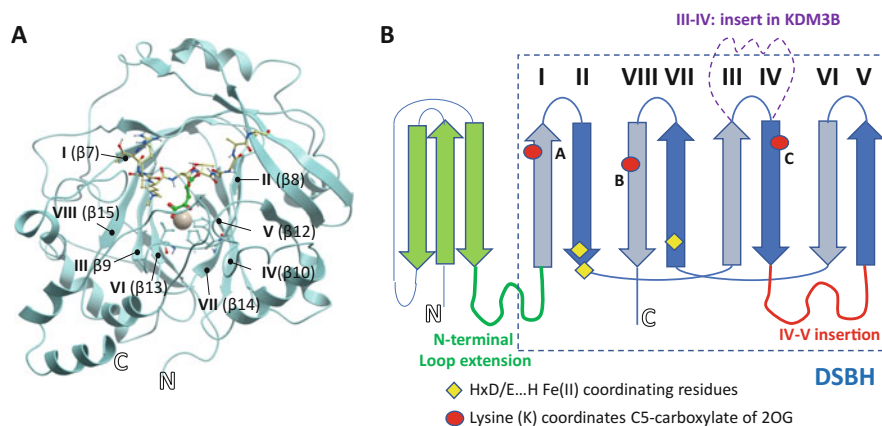 A
I (β7)
II (β8)
VIII (β15)
V (β12)
III β9
IV(β10)
VI (β13)
VII (β14)
C
N
B
III-IV: insert in KDM3B
I II VIII VII III IV VI V
A
B
C
N
C
N-terminal
Loop extension
IV-V insertion
DSBH
HxD/E...H Fe(II) coordinating residues
Lysine (K) coordinates C5-carboxylate of 2OG